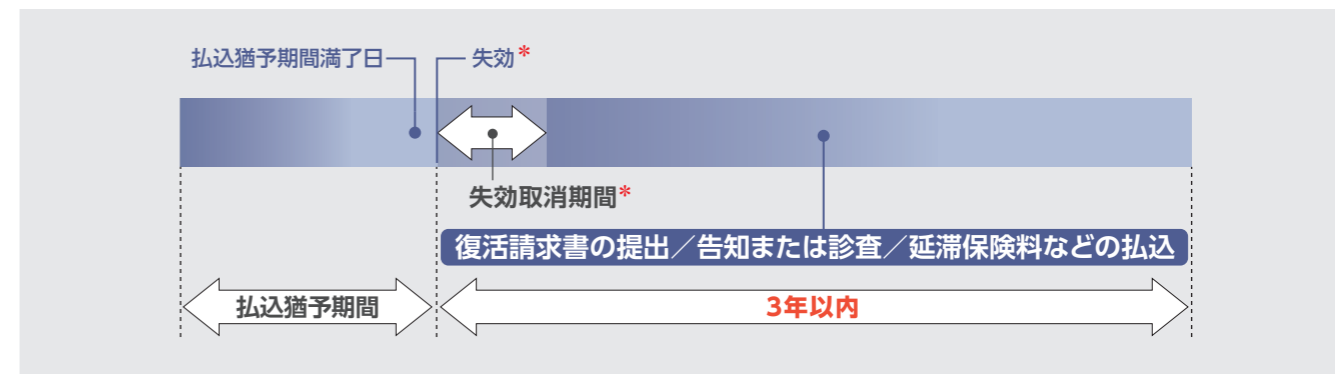 払込猶予期間満了日 失効*
失効取消期間*
復活請求書の提出／告知または診査／延滞保険料などの払込
払込猶予期間 3年以内